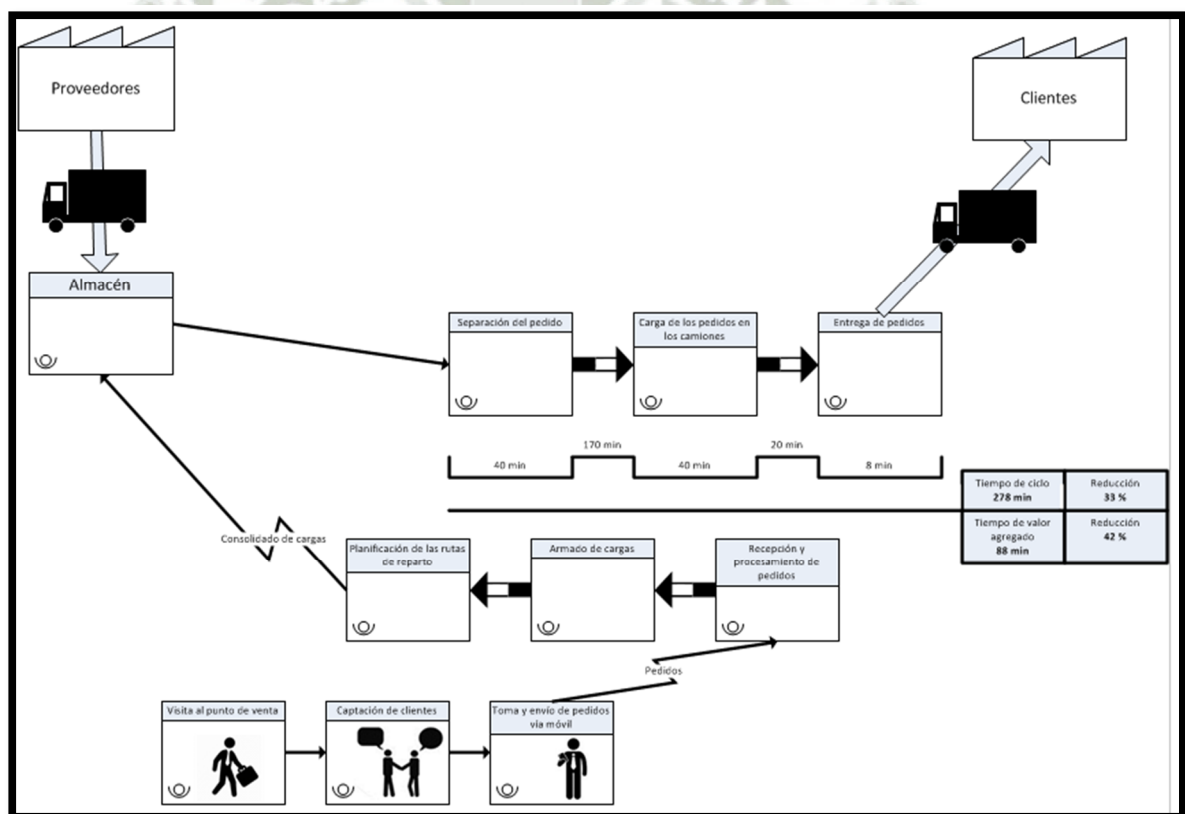 Proveedores
Clientes
Almacén
Separación del pedido
Carga de los pedidos en
los camiones
Entrega de pedidos
170 min
20 min
40 min
40 min
8 min
Tiempo de ciclo
278 min
Reducción
33 %
Tiempo de valor
agregado
88 min
Reducción
42 %
Consolidado de cargas
Planificación de las rutas
de reparto
Armado de cargas
Recepción y
procesamiento de
pedidos
Pedidos
Visita al punto de venta
Captación de clientes
Toma y envío de pedidos
vía móvil